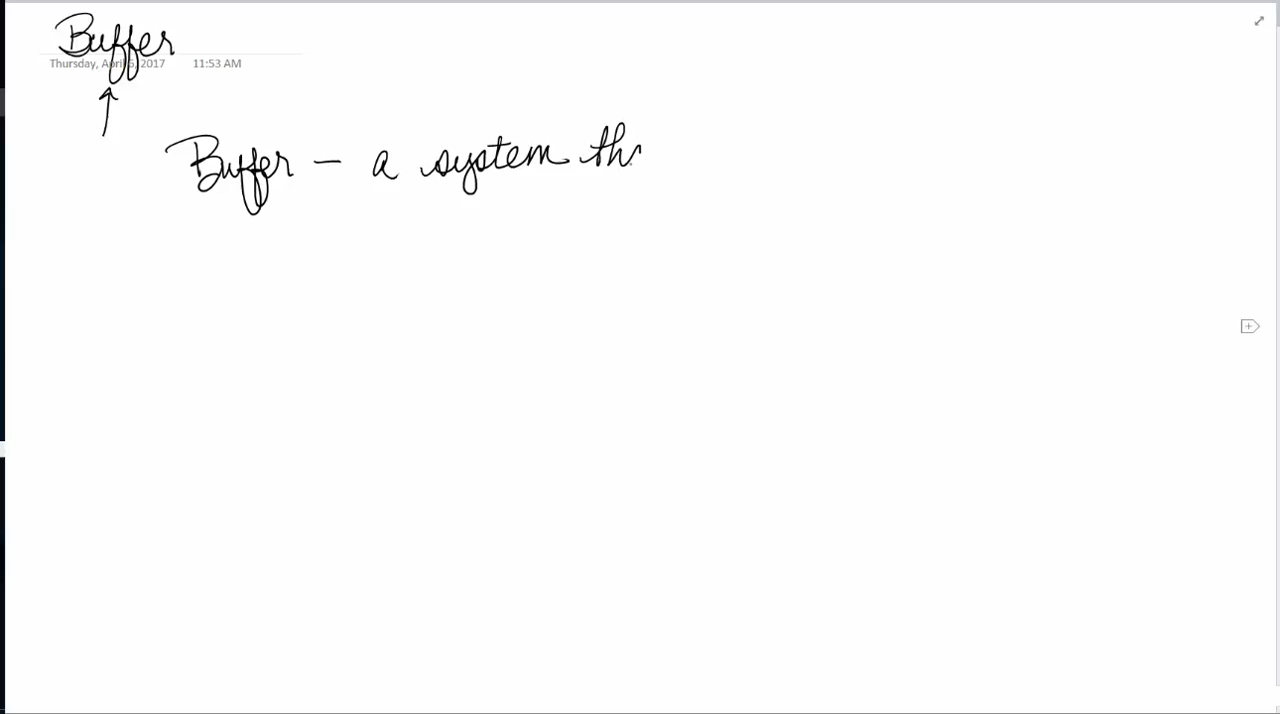 Buffer
Thursday, April 6, 2017 11:53 AM
Buffer — a system th